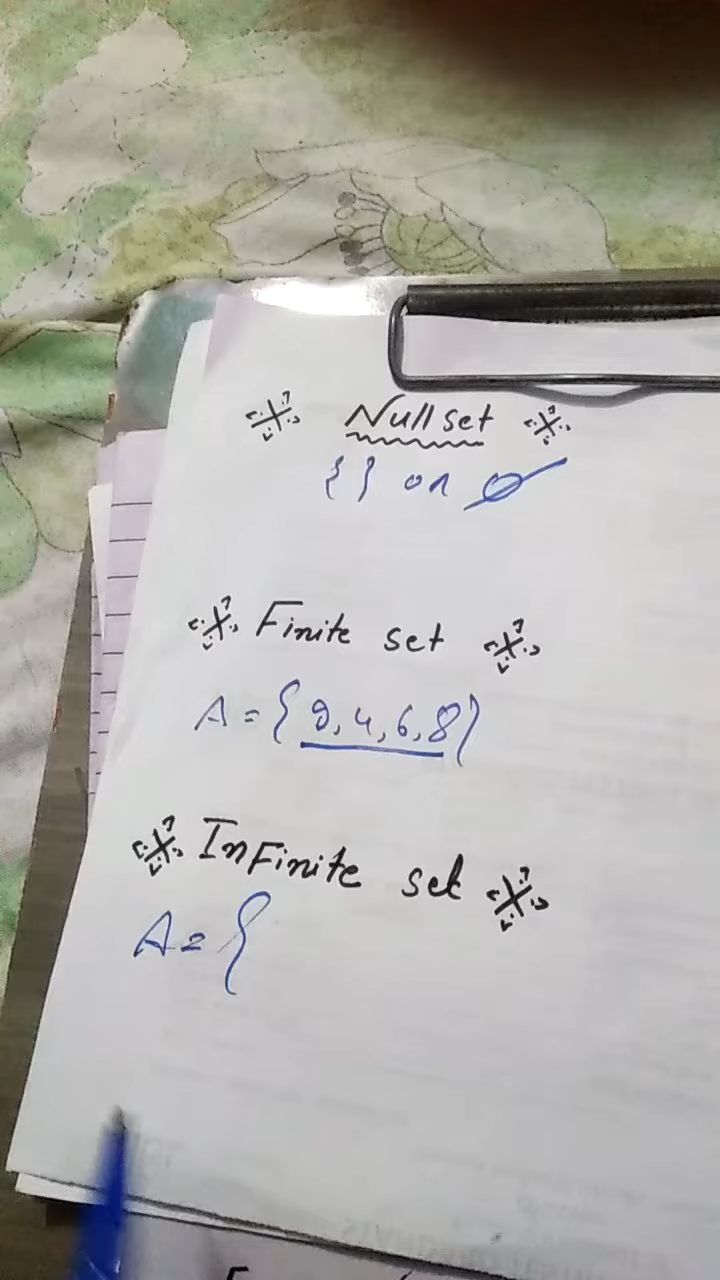 Null set
{ } or ∅
Finite set
A = { 2, 4, 6, 8 }
InFinite set
A = {